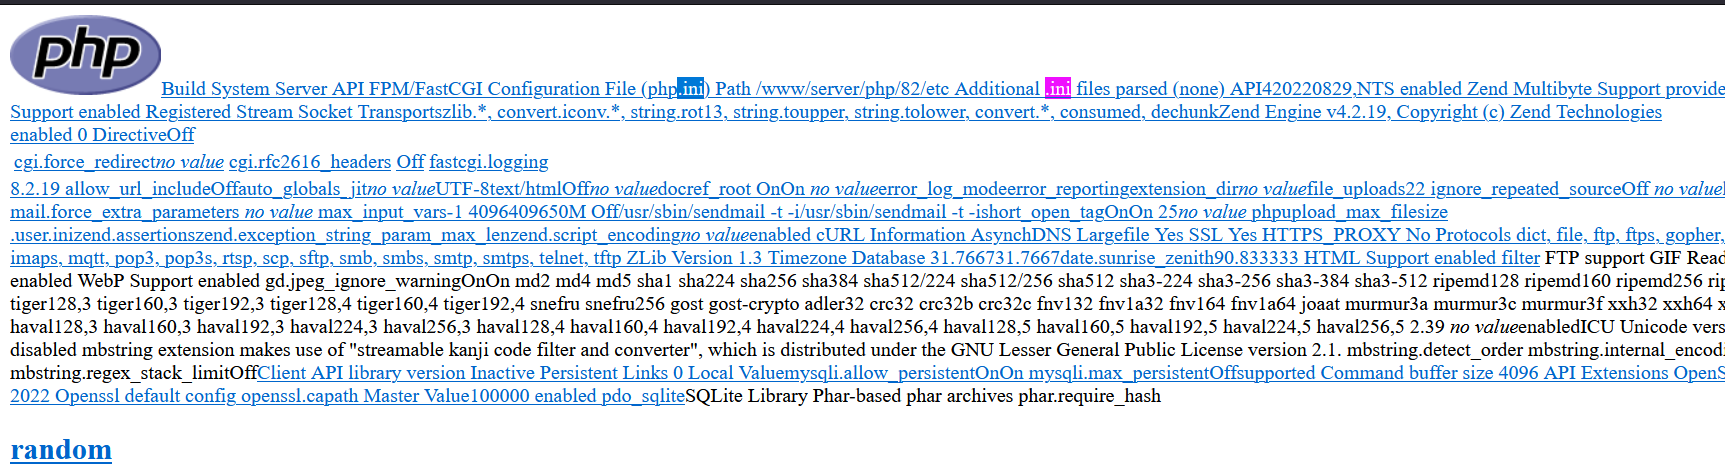 php
Build System Server API FPM/FastCGI Configuration File (php.ini) Path /www/server/php/82/etc Additional .ini files parsed (none) API420220829,NTS enabled Zend Multibyte Support provide
Support enabled Registered Stream Socket Transportszlib.*, convert.iconv.*, string.rot13, string.toupper, string.tolower, convert.*, consumed, dechunkZend Engine v4.2.19, Copyright (c) Zend Technologies
enabled 0 DirectiveOff
cgi.force_redirectno value cgi.rfc2616_headers Off fastcgi.logging
8.2.19 allow_url_includeOffauto_globals_jitno valueUTF-8text/htmlOffno valuedocref_root OnOn no valueerror_log_modeerror_reportingextension_dirno valuefile_uploads22 ignore_repeated_sourceOff no value
mail.force_extra_parameters no value max_input_vars-1 4096409650M Off/usr/sbin/sendmail -t -i/usr/sbin/sendmail -t -ishort_open_tagOnOn 25no value phpupload_max_filesize
.user.inizend.assertionszend.exception_string_param_max_lenzend.script_encodingno valueenabled cURL Information AsynchDNS Largefile Yes SSL Yes HTTPS_PROXY No Protocols dict, file, ftp, ftps, gopher,
imaps, mqtt, pop3, pop3s, rtsp, scp, sftp, smb, smbs, smtp, smtps, telnet, tftp ZLib Version 1.3 Timezone Database 31.766731.7667date.sunrise_zenith90.833333 HTML Support enabled filter FTP support GIF Read
enabled WebP Support enabled gd.jpeg_ignore_warningOnOn md2 md4 md5 sha1 sha224 sha256 sha384 sha512/224 sha512/256 sha512 sha3-224 sha3-256 sha3-384 sha3-512 ripemd128 ripemd160 ripemd256 rip
tiger128,3 tiger160,3 tiger192,3 tiger128,4 tiger160,4 tiger192,4 snefru snefru256 gost gost-crypto adler32 crc32 crc32b crc32c fnv132 fnv1a32 fnv164 fnv1a64 joaat murmur3a murmur3c murmur3f xxh32 xxh64 x
haval128,3 haval160,3 haval192,3 haval224,3 haval256,3 haval128,4 haval160,4 haval192,4 haval224,4 haval256,4 haval128,5 haval160,5 haval192,5 haval224,5 haval256,5 2.39 no valueenabledICU Unicode vers
disabled mbstring extension makes use of "streamable kanji code filter and converter", which is distributed under the GNU Lesser General Public License version 2.1. mbstring.detect_order mbstring.internal_encodi
mbstring.regex_stack_limitOffClient API library version Inactive Persistent Links 0 Local Valuemysqli.allow_persistentOnOn mysqli.max_persistentOffsupported Command buffer size 4096 API Extensions OpenS
2022 Openssl default config openssl.capath Master Value100000 enabled pdo_sqliteSQLite Library Phar-based phar archives phar.require_hash
random